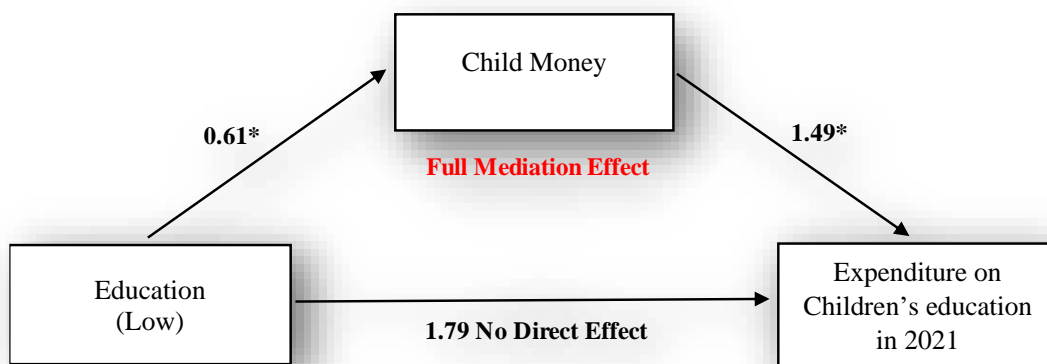 Child Money
0.61*
1.49*
Full Mediation Effect
Education
(Low)
1.79 No Direct Effect
Expenditure on
Children’s education
in 2021